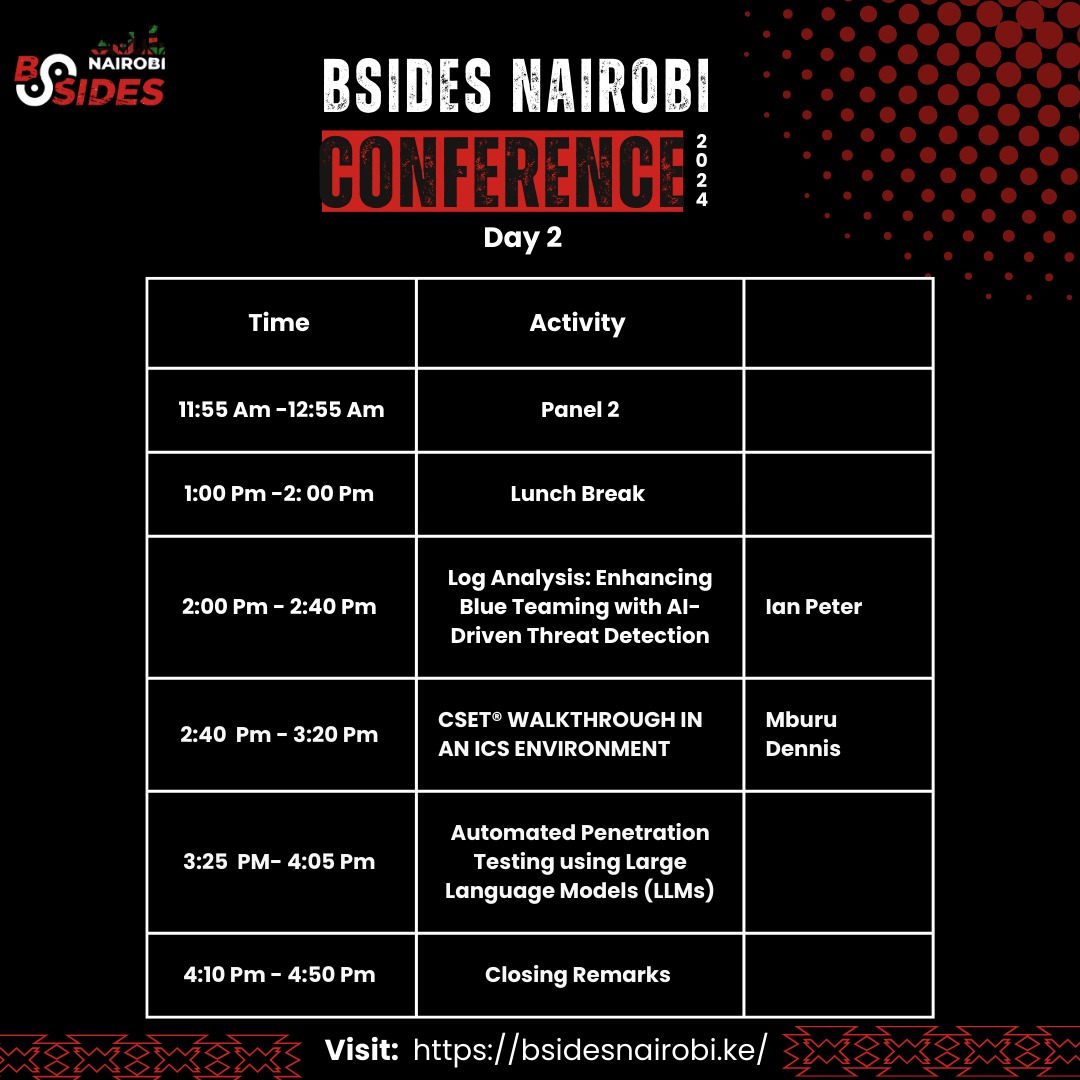 NAIROBI
BSIDES
BSIDES NAIROBI
CONFERENCE
2024
Day 2
Time
Activity
11:55 Am -12:55 Am
Panel 2
1:00 Pm -2: 00 Pm
Lunch Break
2:00 Pm - 2:40 Pm
Log Analysis: Enhancing
Blue Teaming with AI-
Driven Threat Detection
Ian Peter
2:40 Pm - 3:20 Pm
CSET® WALKTHROUGH IN
AN ICS ENVIRONMENT
Mburu
Dennis
3:25 PM- 4:05 Pm
Automated Penetration
Testing using Large
Language Models (LLMs)
4:10 Pm - 4:50 Pm
Closing Remarks
Visit: https://bsidesnairobi.ke/